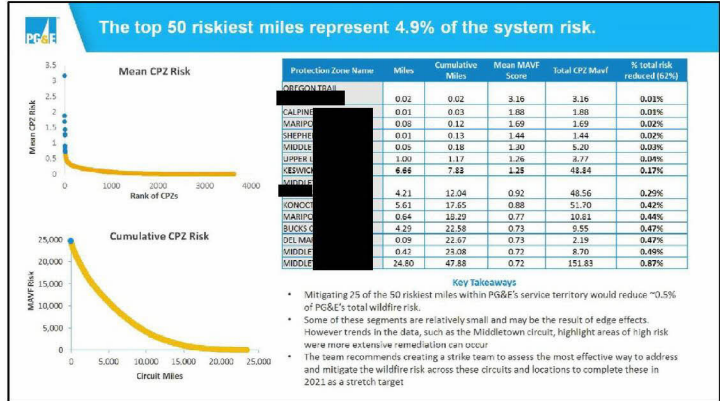 PG&E
The top 50 riskiest miles represent 4.9% of the system risk.
Mean CPZ Risk
3.5
3
2.5
2
1.5
1
0.5
0
Mean CPZ Risk
0 1000 2000 3000 4000
Rank of CPZs
Cumulative CPZ Risk
25,000
20,000
15,000
10,000
5,000
0
MAVF Risk
0 5,000 10,000 15,000 20,000 25,000
Circuit Miles
Protection Zone Name Miles Cumulative Miles Mean MAVF Score Total CPZ Mavf % total risk reduced (62%)
OREGON TRAIL 0.02 0.02 3.16 3.16 0.01%
CALPINE 0.01 0.03 1.88 1.88 0.01%
MARIPO 0.08 0.12 1.69 1.69 0.02%
SHEPHE 0.01 0.13 1.44 1.44 0.02%
MIDDLE 0.05 0.18 1.30 5.20 0.03%
UPPER L 1.00 1.17 1.26 3.77 0.04%
KESWICK 6.66 7.83 1.25 48.84 0.17%
MIDDLE 4.21 12.04 0.92 48.56 0.29%
KONOCT 5.61 17.65 0.88 51.70 0.42%
MARIPO 0.64 18.29 0.77 10.81 0.44%
BUCKS C 4.29 22.58 0.73 9.55 0.47%
DEL MA 0.09 22.67 0.73 2.19 0.47%
MIDDLE 0.42 23.08 0.72 8.70 0.49%
MIDDLE 24.80 47.88 0.72 151.83 0.87%
Key Takeaways
• Mitigating 25 of the 50 riskiest miles within PG&E's service territory would reduce ~0.5%
of PG&E's total wildfire risk.
• Some of these segments are relatively small and may be the result of edge effects.
However trends in the data, such as the Middletown circuit, highlight areas of high risk
were more extensive remediation can occur
• The team recommends creating a strike team to assess the most effective way to address
and mitigate the wildfire risk across these circuits and locations to complete these in
2021 as a stretch target